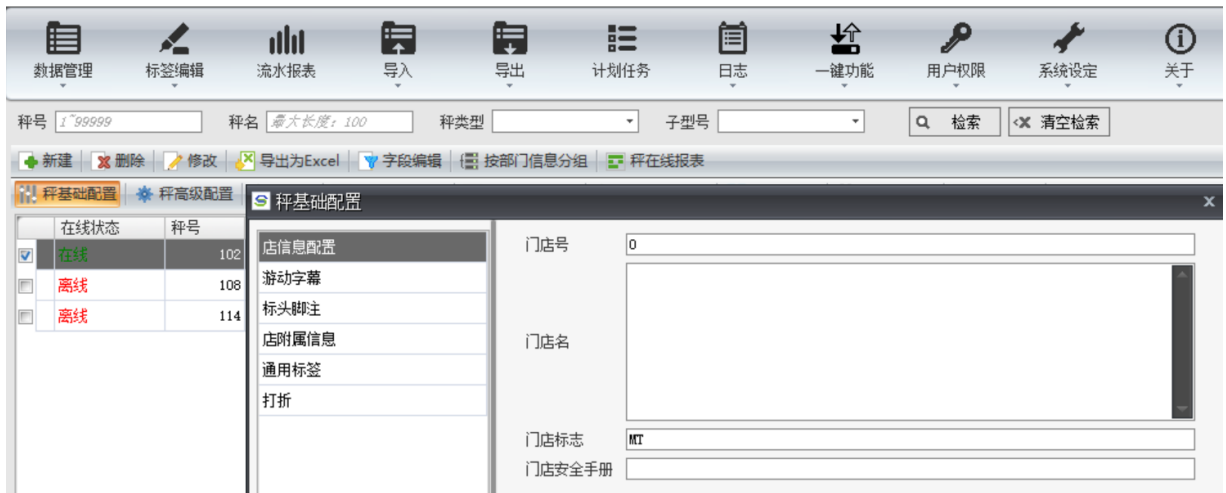 数据管理 标签编辑 流水报表 导入 导出 计划任务 日志 一键功能 用户权限 系统设定 关于
秤号 1~99999 秤名 最大长度：100 秤类型 子型号 检索 清空检索
新建 删除 修改 导出为Excel 字段编辑 按部门信息分组 秤在线报表
秤基础配置 秤高级配置 秤基础配置 x
在线状态 秤号
在线 102
离线 108
离线 114
店信息配置
游动字幕
标头脚注
店附属信息
通用标签
打折
门店号 0
门店名
门店标志 MT
门店安全手册